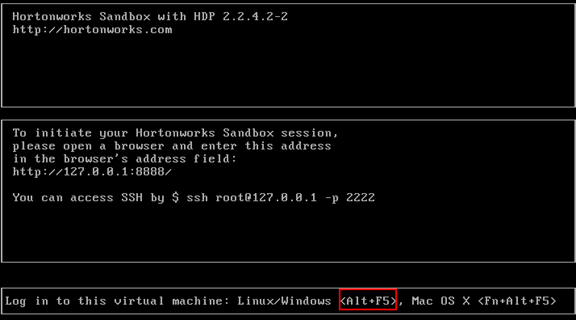 Hortonworks Sandbox with HDP 2.2.4.2-2
http://hortonworks.com
To initiate your Hortonworks Sandbox session,
please open a browser and enter this address
in the browser's address field:
http://127.0.0.1:8888/
You can access SSH by $ ssh root@127.0.0.1 -p 2222
Log in to this virtual machine: Linux/Windows <Alt+F5>, Mac OS X <Fn+Alt+F5>